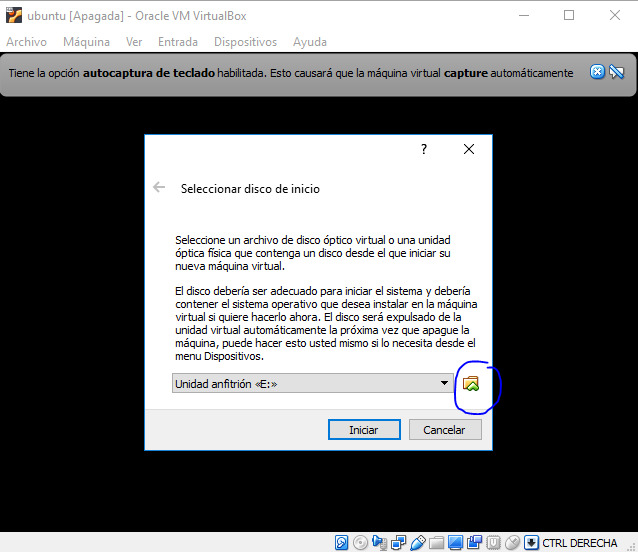 ubuntu [Apagada] - Oracle VM VirtualBox
Archivo Máquina Ver Entrada Dispositivos Ayuda
Tiene la opción autocaptura de teclado habilitada. Esto causará que la máquina virtual capture automáticamente
?
Seleccionar disco de inicio
Seleccione un archivo de disco óptico virtual o una unidad
óptica física que contenga un disco desde el que iniciar su
nueva máquina virtual.
El disco debería ser adecuado para iniciar el sistema y debería
contener el sistema operativo que desea instalar en la máquina
virtual si quiere hacerlo ahora. El disco será expulsado de la
unidad virtual automáticamente la próxima vez que apague la
máquina, puede hacer esto usted mismo si lo necesita desde el
menu Dispositivos.
Unidad anfitrión «E:»
Iniciar Cancelar
CTRL DERECHA